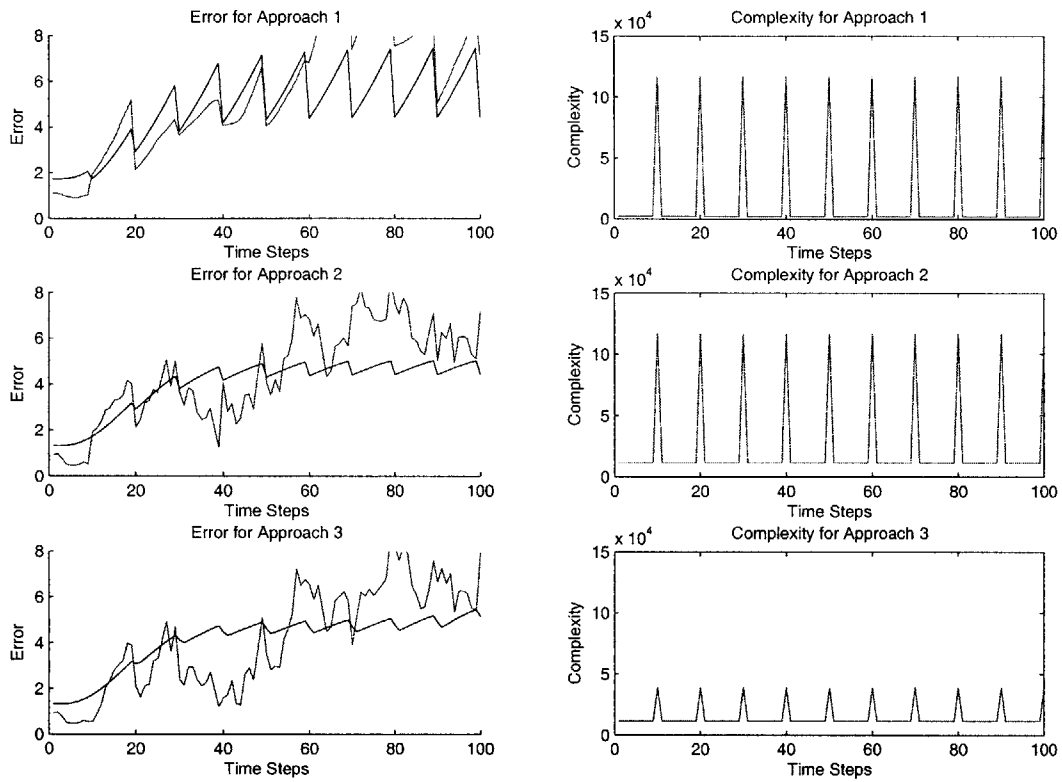 Error for Approach 1
8
6
4
2
0
Error
0 20 40 60 80 100
Time Steps
Complexity for Approach 1
x 10^4
15
10
5
0
Complexity
0 20 40 60 80 100
Time Steps
Error for Approach 2
8
6
4
2
0
Error
0 20 40 60 80 100
Time Steps
Complexity for Approach 2
x 10^4
15
10
5
0
Complexity
0 20 40 60 80 100
Time Steps
Error for Approach 3
8
6
4
2
0
Error
0 20 40 60 80 100
Time Steps
Complexity for Approach 3
x 10^4
15
10
5
0
Complexity
0 20 40 60 80 100
Time Steps